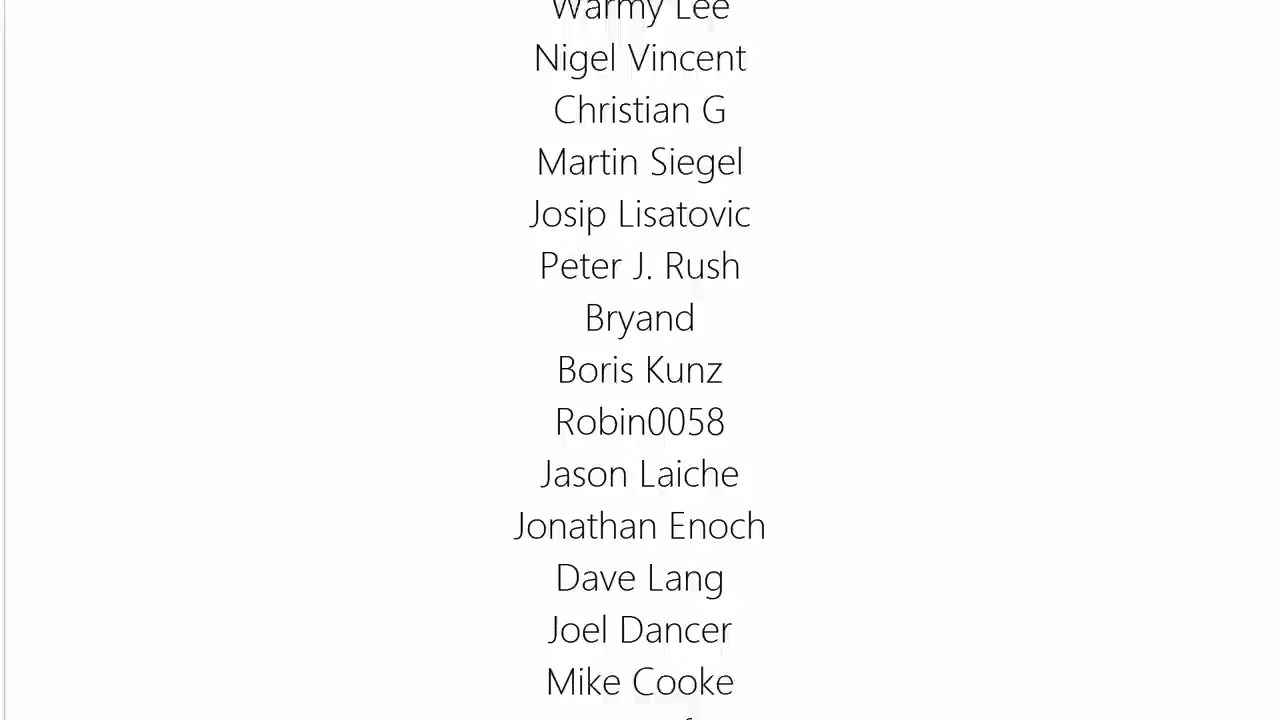 Warmy Lee
Nigel Vincent
Christian G
Martin Siegel
Josip Lisatovic
Peter J. Rush
Bryand
Boris Kunz
Robin0058
Jason Laiche
Jonathan Enoch
Dave Lang
Joel Dancer
Mike Cooke